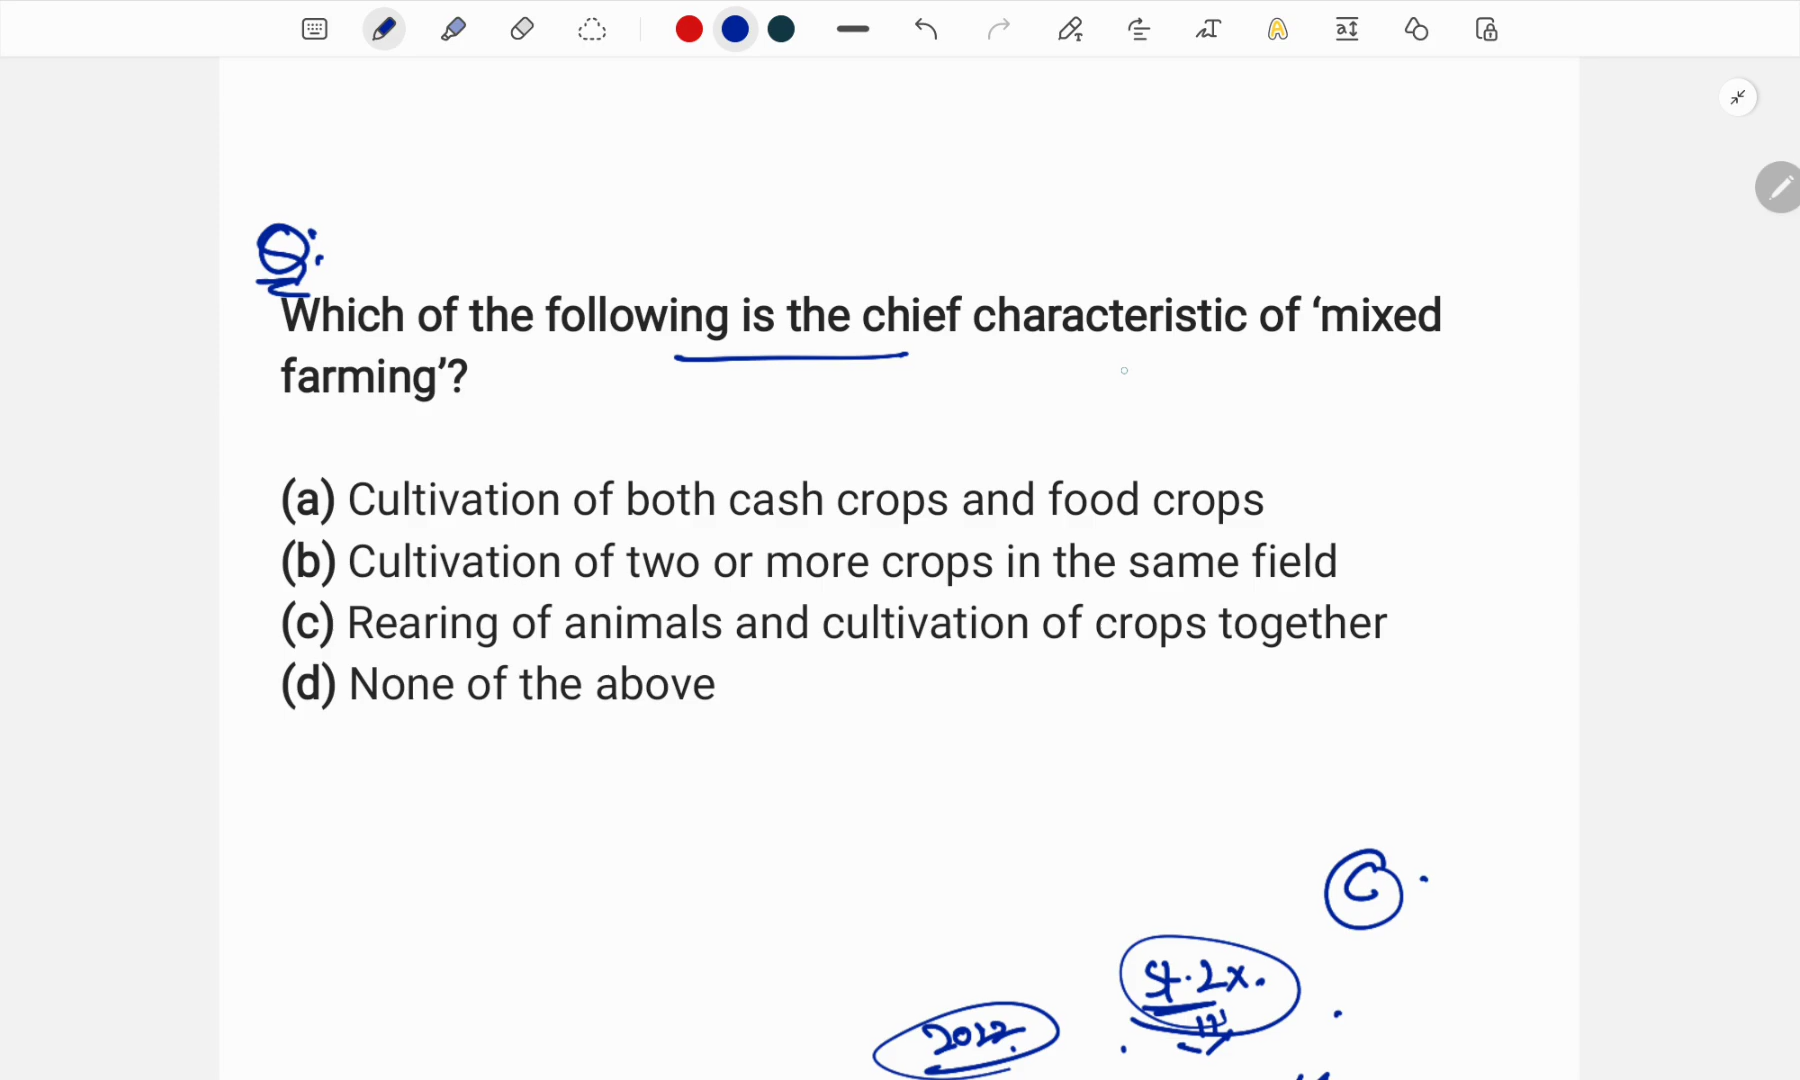 Q:
Which of the following is the chief characteristic of ‘mixed
farming’?
(a) Cultivation of both cash crops and food crops
(b) Cultivation of two or more crops in the same field
(c) Rearing of animals and cultivation of crops together
(d) None of the above
C
St. 2x.